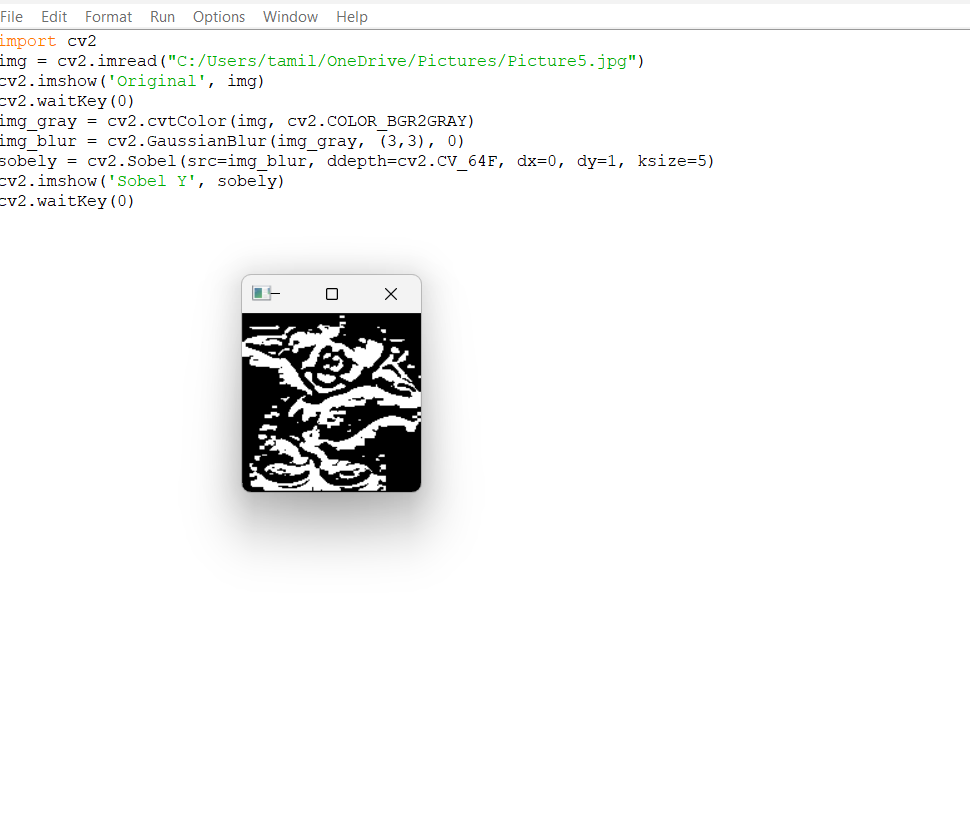 File Edit Format Run Options Window Help
import cv2
img = cv2.imread("C:/Users/tamil/OneDrive/Pictures/Picture5.jpg")
cv2.imshow('Original', img)
cv2.waitKey(0)
img_gray = cv2.cvtColor(img, cv2.COLOR_BGR2GRAY)
img_blur = cv2.GaussianBlur(img_gray, (3,3), 0)
sobely = cv2.Sobel(src=img_blur, ddepth=cv2.CV_64F, dx=0, dy=1, ksize=5)
cv2.imshow('Sobel Y', sobely)
cv2.waitKey(0)